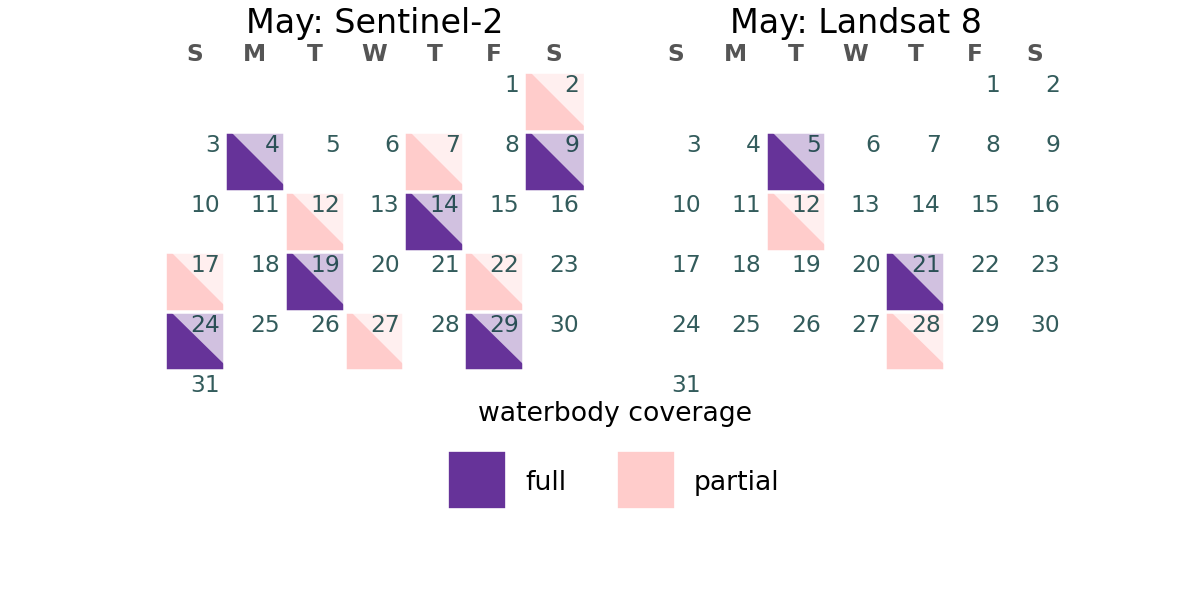 May: Sentinel-2
S M T W T F S
1 2
3 4 5 6 7 8 9
10 11 12 13 14 15 16
17 18 19 20 21 22 23
24 25 26 27 28 29 30
31
May: Landsat 8
S M T W T F S
1 2
3 4 5 6 7 8 9
10 11 12 13 14 15 16
17 18 19 20 21 22 23
24 25 26 27 28 29 30
31
waterbody coverage
full partial